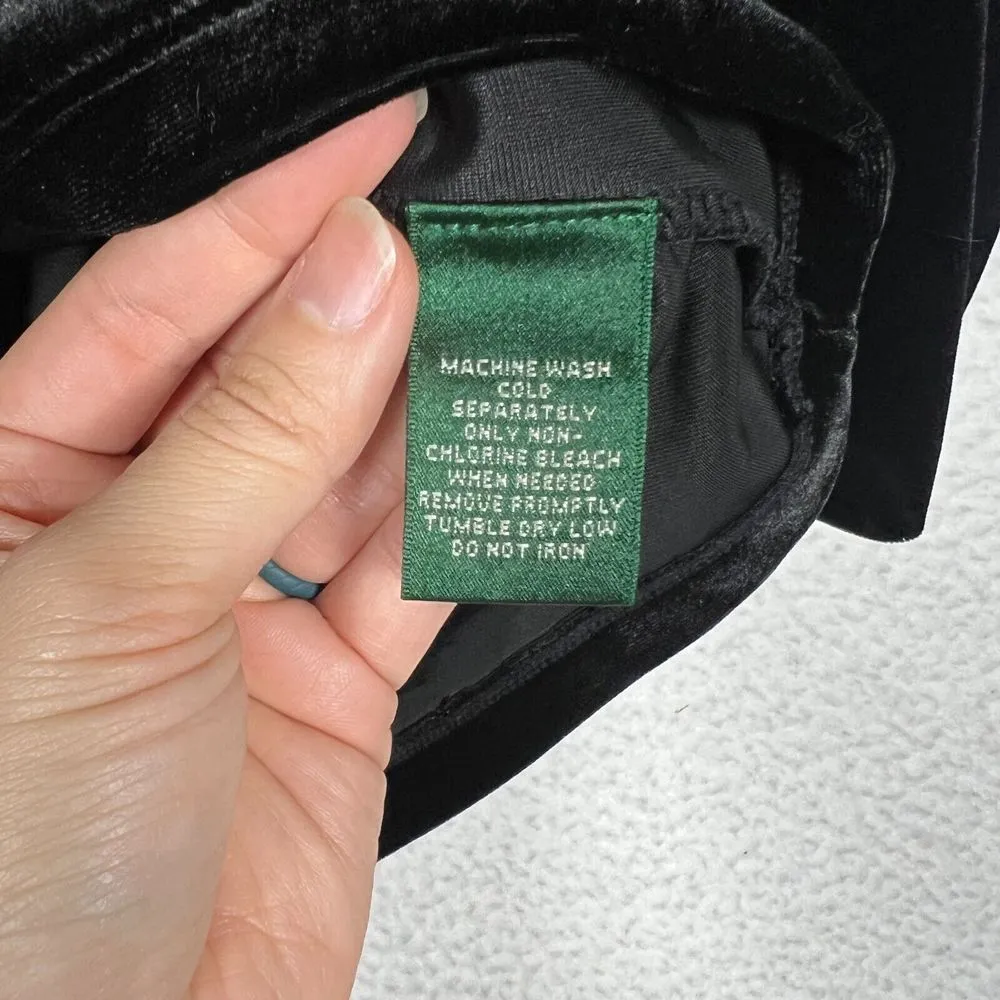 MACHINE WASH
COLD
SEPARATELY
ONLY NON-
CHLORINE BLEACH
WHEN NEEDED
REMOVE PROMPTLY
TUMBLE DRY LOW
DO NOT IRON